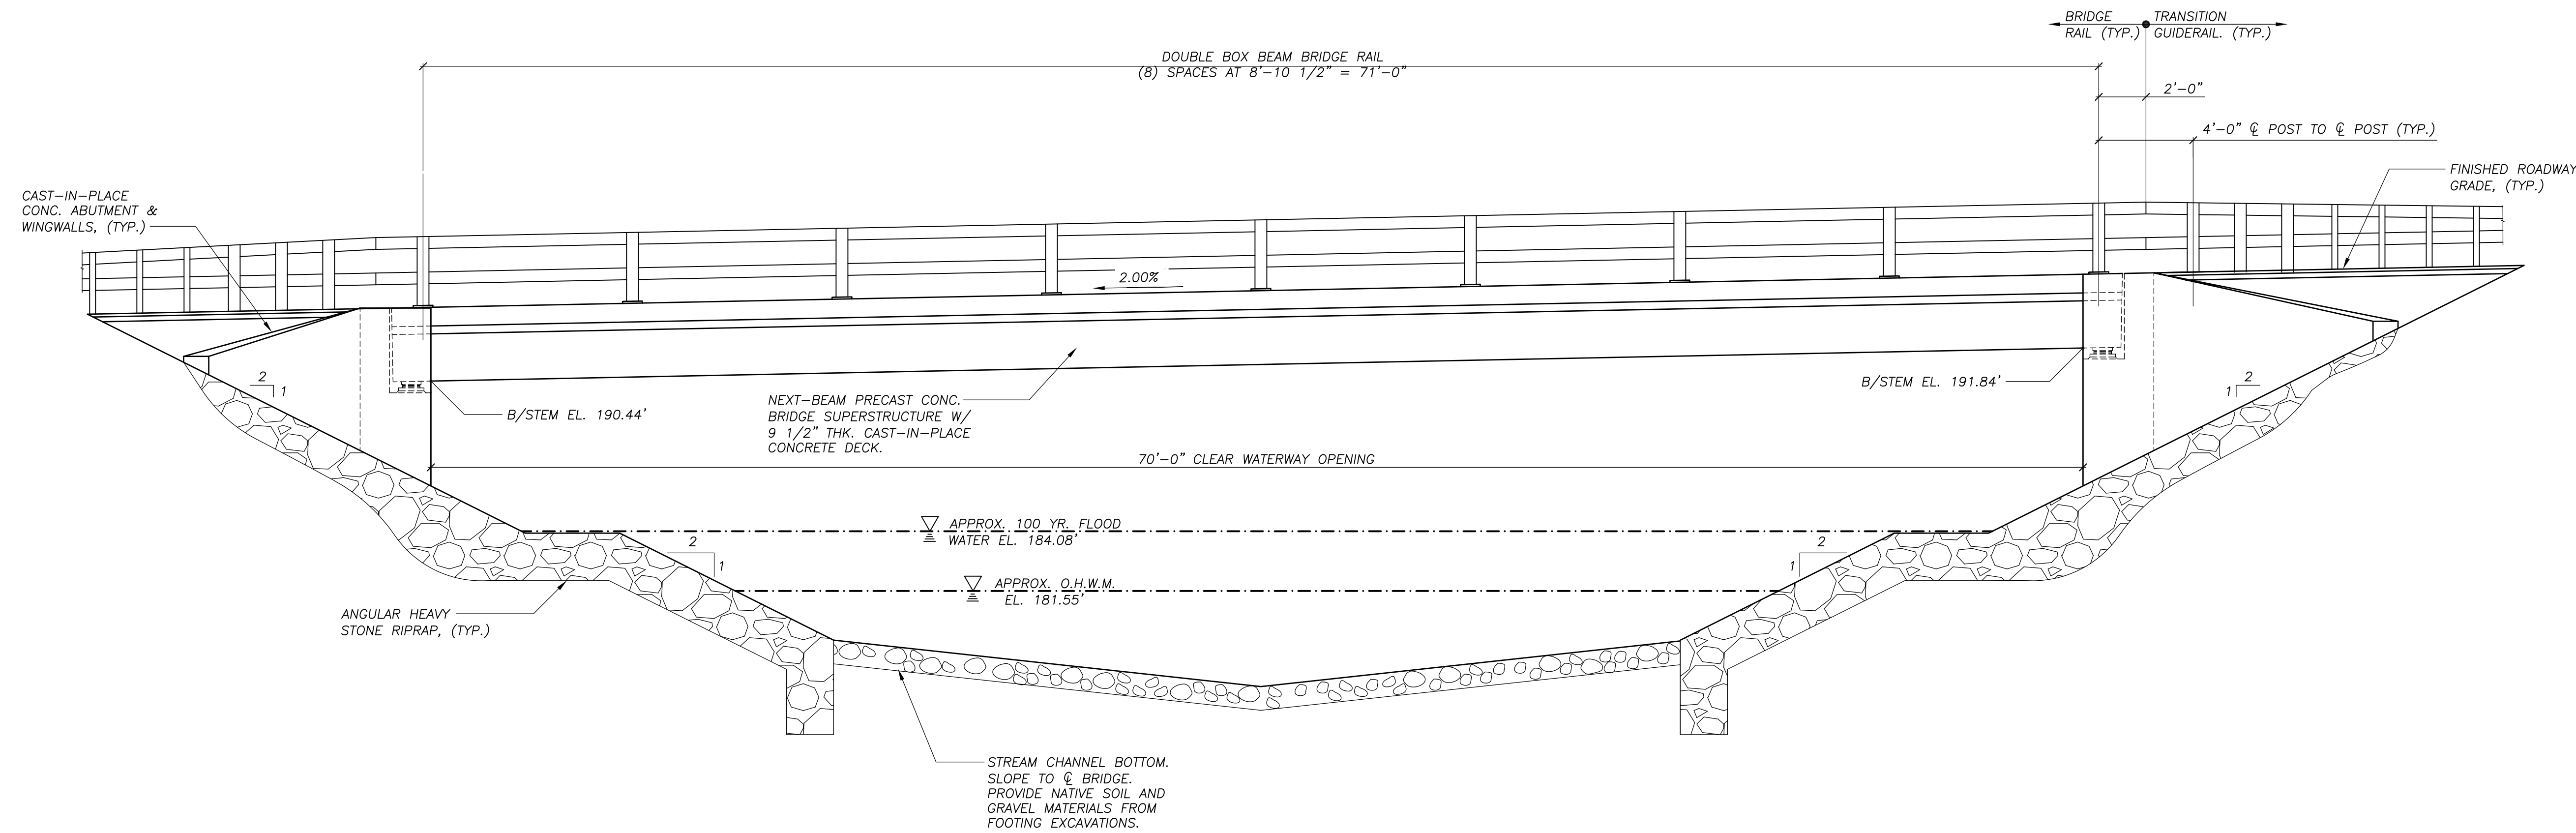 BRIDGE
RAIL (TYP.)
TRANSITION
GUIDERAIL. (TYP.)
DOUBLE BOX BEAM BRIDGE RAIL
(8) SPACES AT 8'-10 1/2" = 71'-0"
2'-0"
4'-0" ℄ POST TO ℄ POST (TYP.)
FINISHED ROADWAY
GRADE, (TYP.)
CAST-IN-PLACE
CONC. ABUTMENT &
WINGWALLS, (TYP.)
2.00%
2
1
B/STEM EL. 190.44'
NEXT-BEAM PRECAST CONC.
BRIDGE SUPERSTRUCTURE W/
9 1/2" THK. CAST-IN-PLACE
CONCRETE DECK.
B/STEM EL. 191.84'
2
1
70'-0" CLEAR WATERWAY OPENING
APPROX. 100 YR. FLOOD
WATER EL. 184.08'
2
1
2
1
APPROX. O.H.W.M.
EL. 181.55'
ANGULAR HEAVY
STONE RIPRAP, (TYP.)
STREAM CHANNEL BOTTOM.
SLOPE TO ℄ BRIDGE.
PROVIDE NATIVE SOIL AND
GRAVEL MATERIALS FROM
FOOTING EXCAVATIONS.